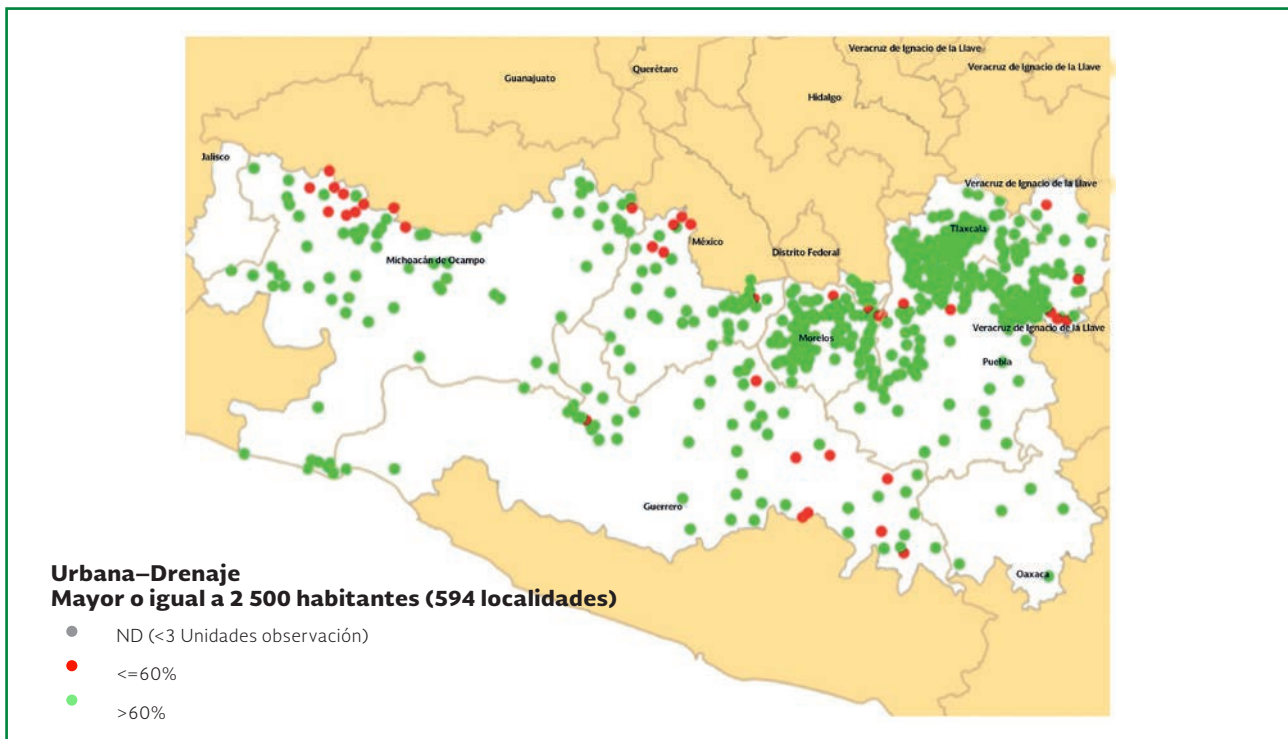 Veracruz de Ignacio de la Llave
Querétaro
Veracruz de Ignacio de la Llave
Guanajuato
Hidalgo
Jalisco
Veracruz de Ignacio de la Llave
Tlaxcala
México
Distrito Federal
Michoacán de Ocampo
Veracruz de Ignacio de la Llave
Morelos
Puebla
Guerrero
Oaxaca
Urbana–Drenaje
Mayor o igual a 2 500 habitantes (594 localidades)
ND (<3 Unidades observación)
<=60%
>60%